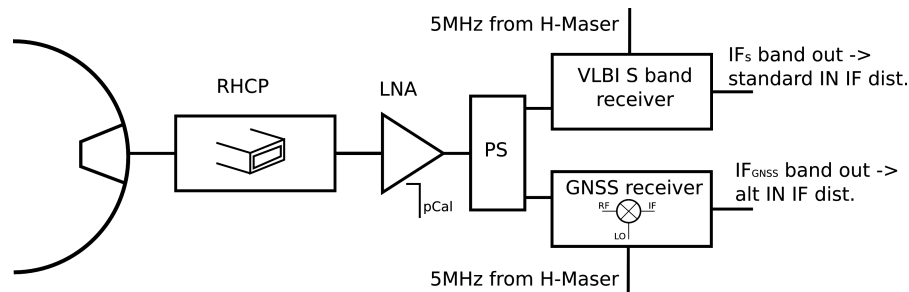 5MHz from H-Maser
RHCP
LNA
pCal
PS
VLBI S band
receiver
IFs band out ->
standard IN IF dist.
GNSS receiver
RF
IF
LO
IFGNSS band out ->
alt IN IF dist.
5MHz from H-Maser